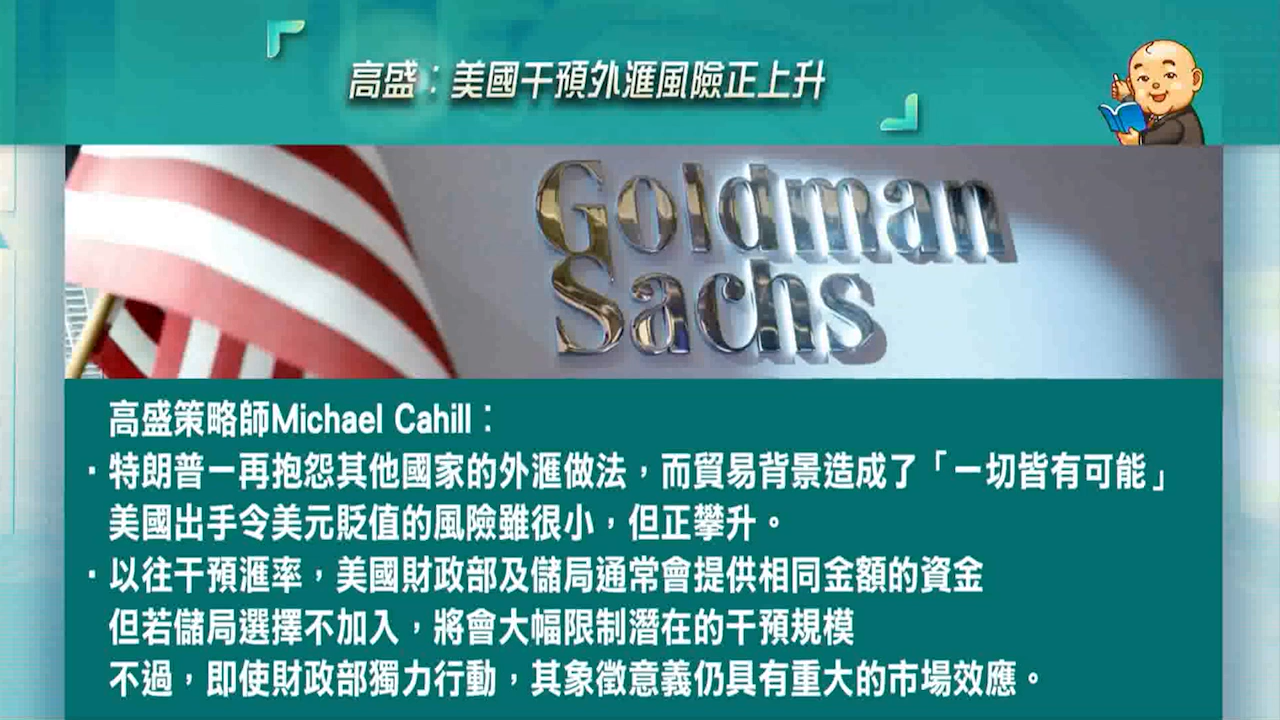 「高盛：美國干預外滙風險正上升」
Goldman
Sachs
高盛策略師Michael Cahill：
· 特朗普一再抱怨其他國家的外滙做法，而貿易背景造成了「一切皆有可能」
美國出手令美元貶值的風險雖很小，但正攀升。
· 以往干預滙率，美國財政部及儲局通常會提供相同金額的資金
但若儲局選擇不加入，將會大幅限制潛在的干預規模
不過，即使財政部獨力行動，其象徵意義仍具有重大的市場效應。